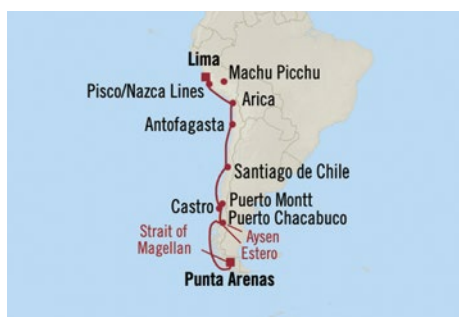 Lima
Machu Picchu
Pisco/Nazca Lines
Arica
Antofagasta
Santiago de Chile
Puerto Montt
Castro
Puerto Chacabuco
Strait of
Magellan
Aysen
Estero
Punta Arenas